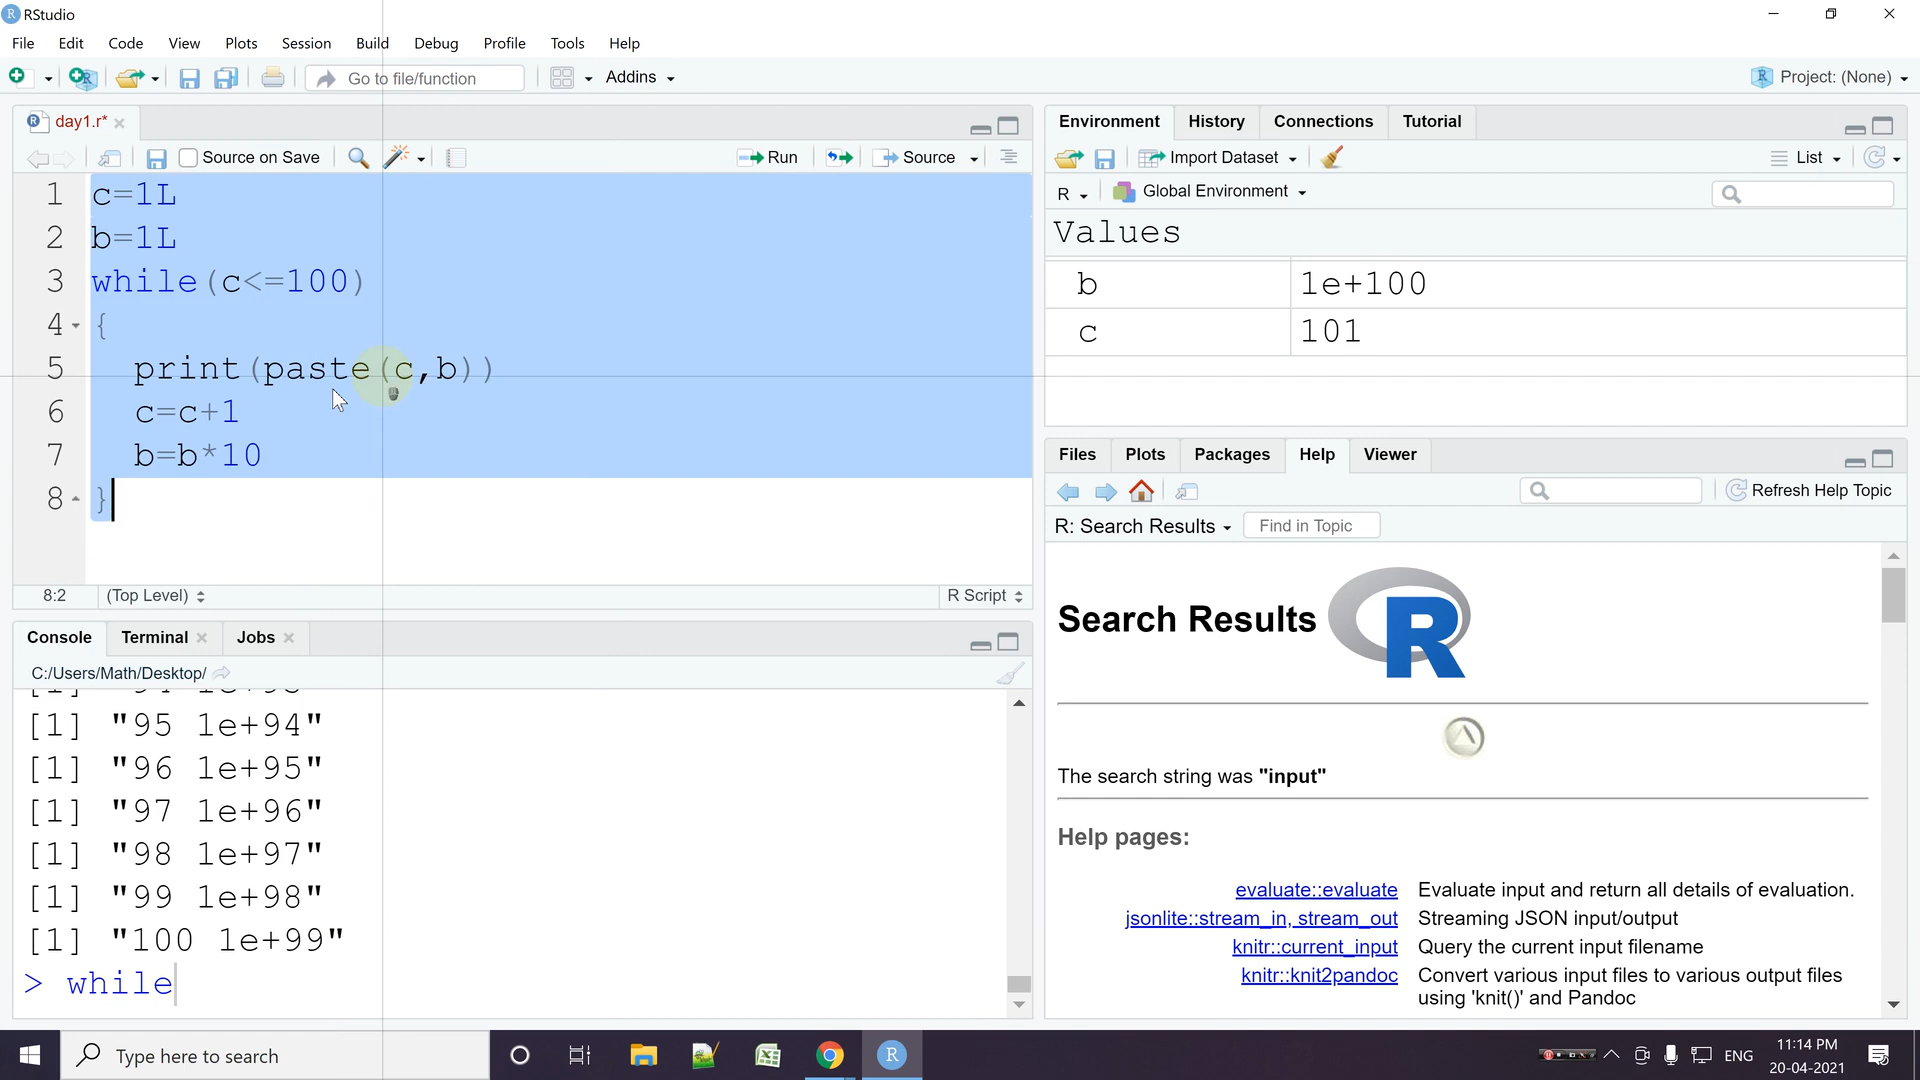 RStudio
File Edit Code View Plots Session Build Debug Profile Tools Help
Go to file/function Addins Project: (None)
day1.r*
Source on Save Run Source
1 c=1L
2 b=1L
3 while(c<=100)
4 {
5 print(paste(c,b))
6 c=c+1
7 b=b*10
8 }
8:2 (Top Level) R Script
Console Terminal Jobs
C:/Users/Math/Desktop/
[1] "95 1e+94"
[1] "96 1e+95"
[1] "97 1e+96"
[1] "98 1e+97"
[1] "99 1e+98"
[1] "100 1e+99"
> while
Environment History Connections Tutorial
Import Dataset List
R Global Environment
Values
b 1e+100
c 101
Files Plots Packages Help Viewer
Refresh Help Topic
R: Search Results Find in Topic
Search Results R
The search string was "input"
Help pages:
evaluate::evaluate Evaluate input and return all details of evaluation.
jsonlite::stream_in, stream_out Streaming JSON input/output
knitr::current_input Query the current input filename
knitr::knit2pandoc Convert various input files to various output files
using 'knit()' and Pandoc
Type here to search
ENG
11:14 PM
20-04-2021